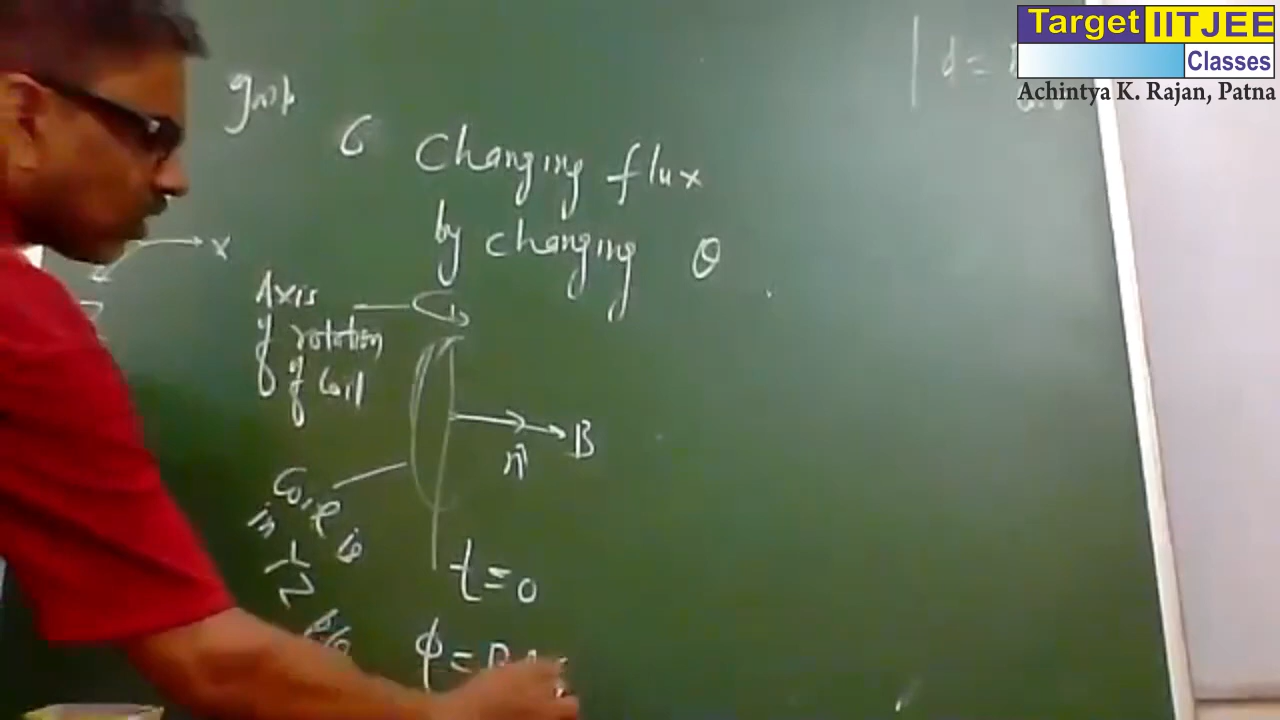 Target IITJEE
Classes
Achintya K. Rajan, Patna
d =
6 Changing flux
by changing θ
x
Axis
of rotation
of coil
n̂
B
Coil is
in
t = 0
φ = B